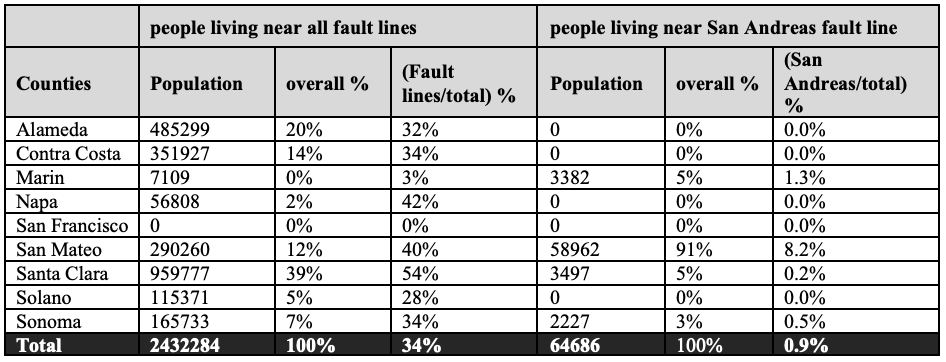 people living near all fault lines people living near San Andreas fault line
Counties Population overall % (Fault lines/total) % Population overall % (San Andreas/total) %
Alameda 485299 20% 32% 0 0% 0.0%
Contra Costa 351927 14% 34% 0 0% 0.0%
Marin 7109 0% 3% 3382 5% 1.3%
Napa 56808 2% 42% 0 0% 0.0%
San Francisco 0 0% 0% 0 0% 0.0%
San Mateo 290260 12% 40% 58962 91% 8.2%
Santa Clara 959777 39% 54% 3497 5% 0.2%
Solano 115371 5% 28% 0 0% 0.0%
Sonoma 165733 7% 34% 2227 3% 0.5%
Total 2432284 100% 34% 64686 100% 0.9%